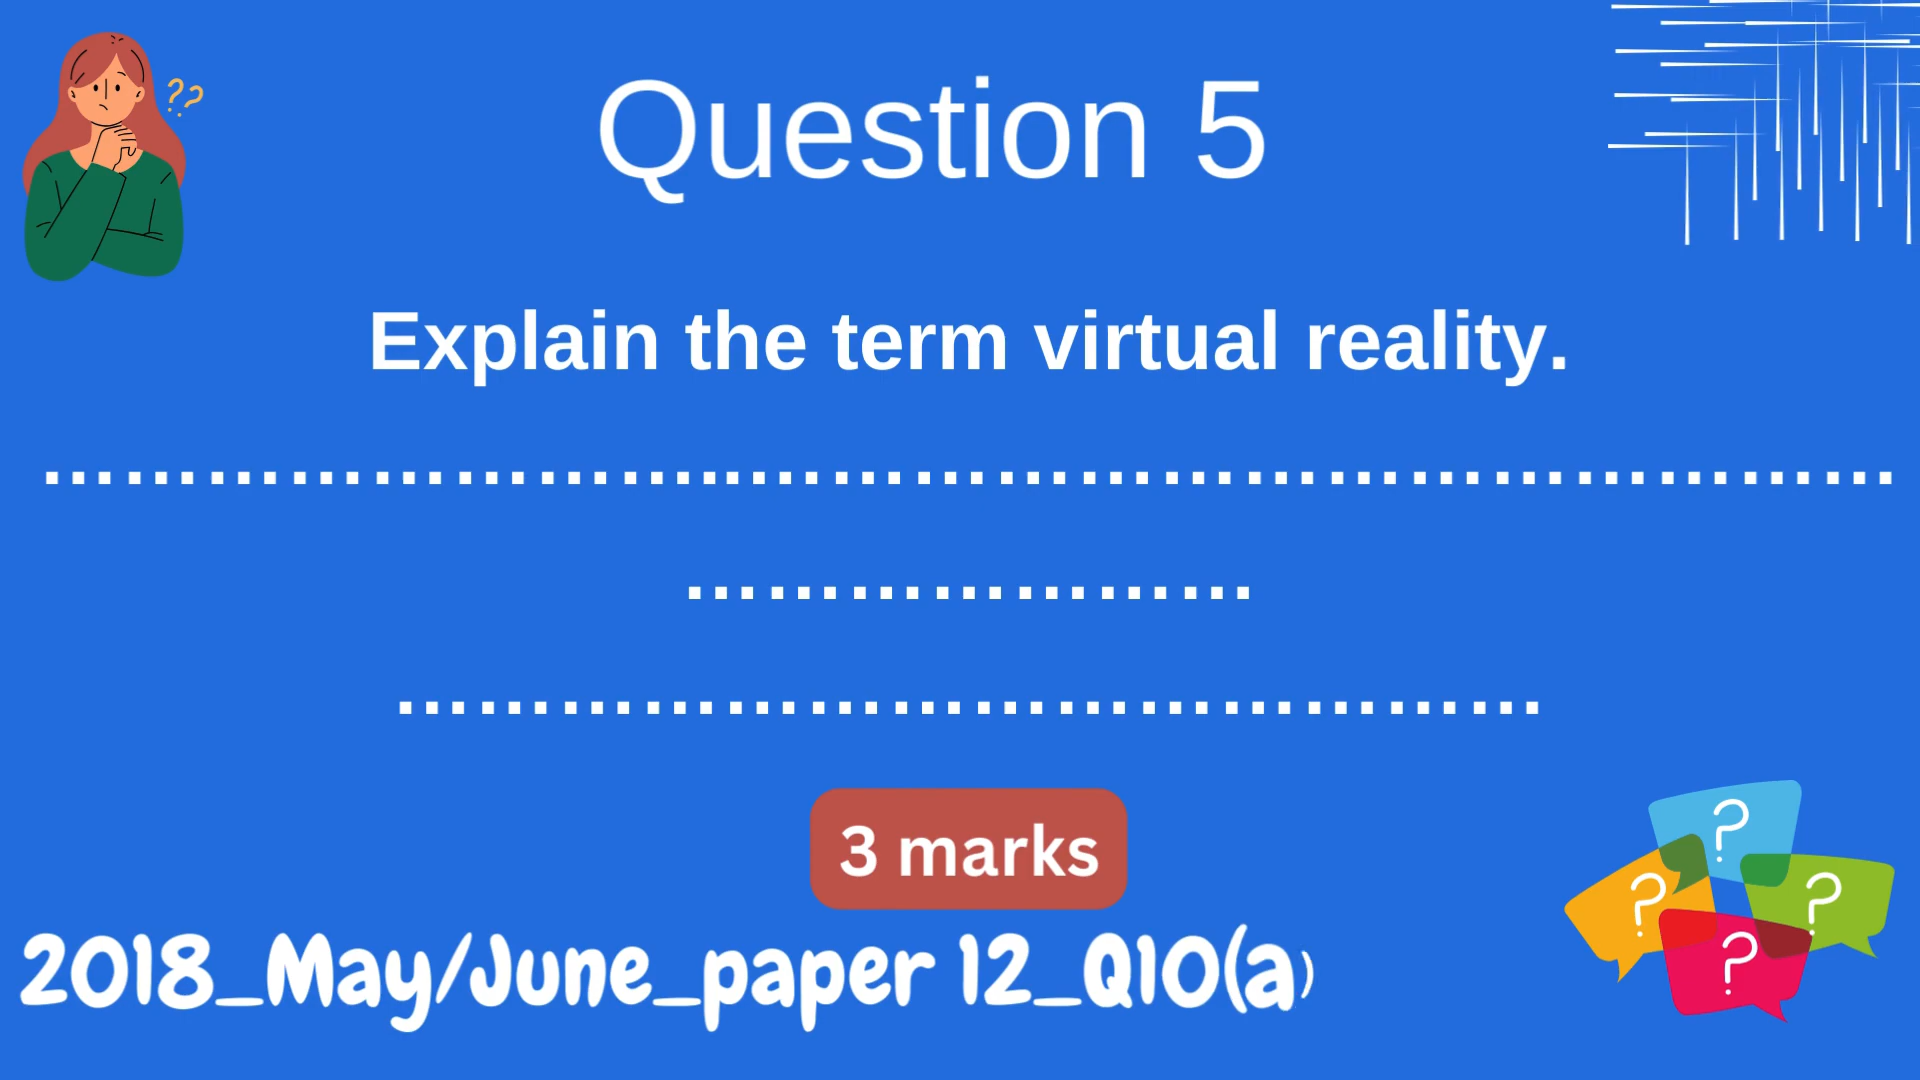 Question 5
??
Explain the term virtual reality.
........................................................................
......................
............................................
3 marks
?
?
?
?
2018_May/June_paper 12_Q10(a)